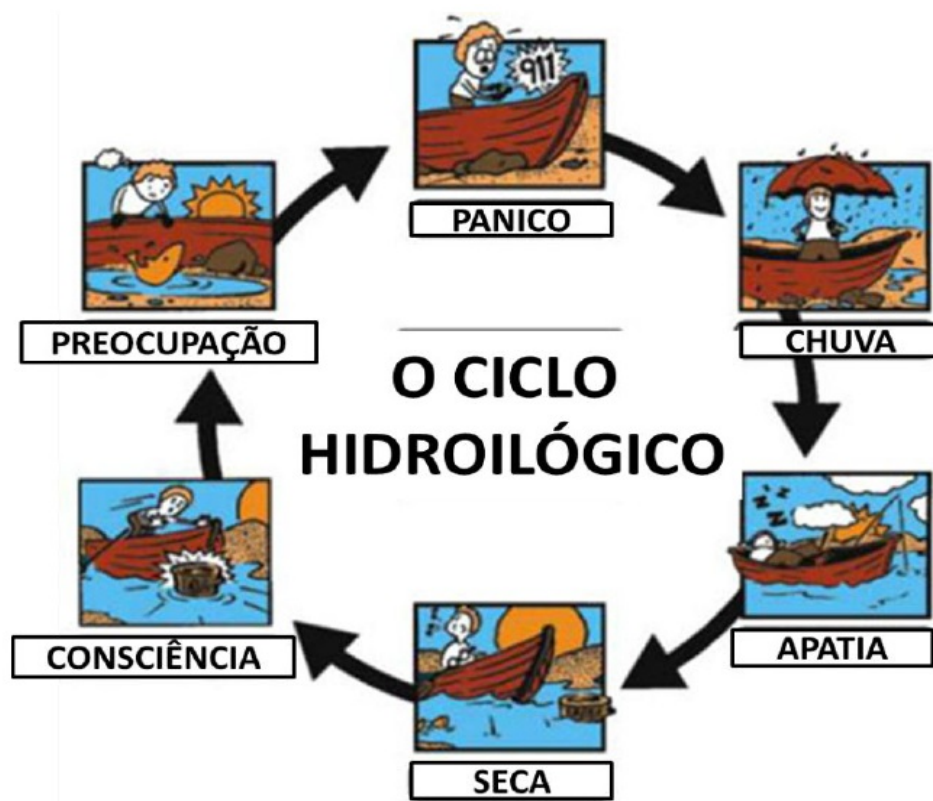 911
PANICO
PREOCUPAÇÃO
CHUVA
O CICLO
HIDROILÓGICO
CONSCIÊNCIA
APATIA
SECA
z z z